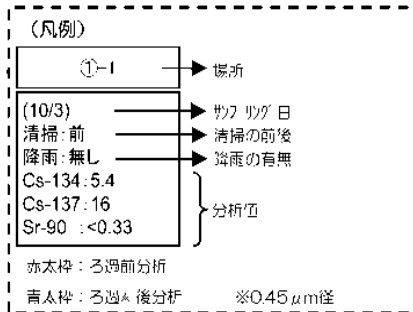 (凡例)
①-1 場所
(10/3) サンプリング日
清掃:前 清掃の前後
降雨:無し 降雨の有無
Cs-134:5.4
Cs-137:16 分析値
Sr-90 :<0.33
赤太枠:ろ過前分析
青太枠:ろ過※後分析 ※0.45μm径